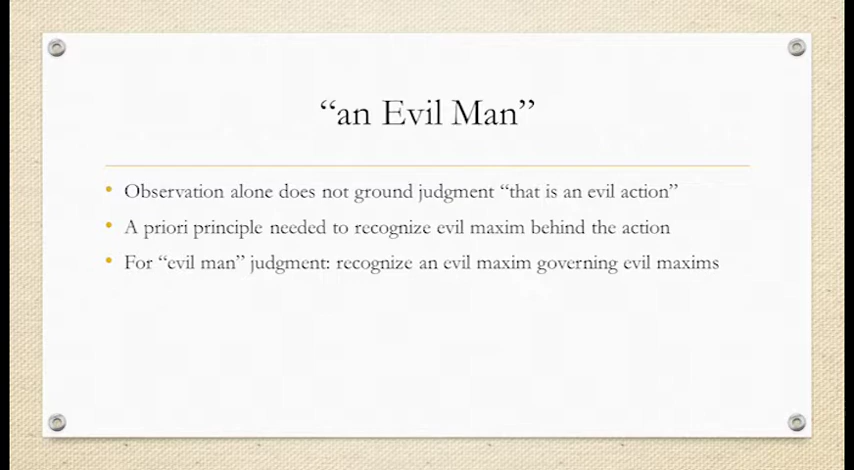 “an Evil Man”
Observation alone does not ground judgment “that is an evil action”
A priori principle needed to recognize evil maxim behind the action
For “evil man” judgment: recognize an evil maxim governing evil maxims